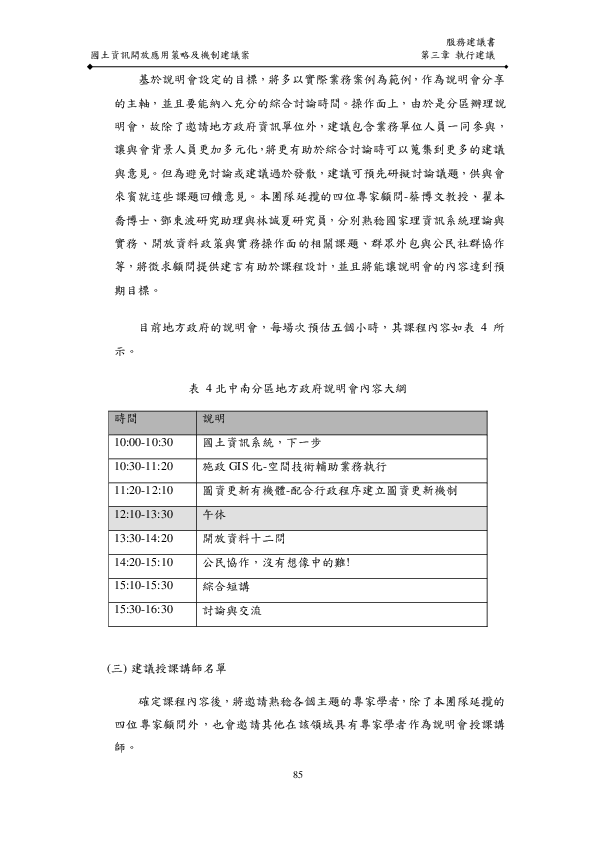 服務建議書
國土資訊開放應用策略及機制建議案 第三章 執行建議
基於說明會設定的目標，將多以實際業務案例為範例，作為說明會分享
的主軸，並且要能納入充分的綜合討論時間。操作面上，由於是分區辦理說
明會，故除了邀請地方政府資訊單位外，建議包含業務單位人員一同參與，
讓與會背景人員更加多元化，將更有助於綜合討論時可以蒐集到更多的建議
與意見。但為避免討論或建議過於發散，建議可預先研擬討論議題，供與會
來賓就這些課題回饋意見。本團隊延攬的四位專家顧問-蔡博文教授、翟本
喬博士、鄧東波研究助理與林誠夏研究員，分別熟稔國家理資訊系統理論與
實務、開放資料政策與實務操作面的相關課題、群眾外包與公民社群協作
等，將徵求顧問提供建言有助於課程設計，並且將能讓說明會的內容達到預
期目標。
目前地方政府的說明會，每場次預估五個小時，其課程內容如表 4 所
示。
表 4 北中南分區地方政府說明會內容大綱
時間 說明
10:00-10:30 國土資訊系統，下一步
10:30-11:20 施政 GIS 化-空間技術輔助業務執行
11:20-12:10 圖資更新有機體-配合行政程序建立圖資更新機制
12:10-13:30 午休
13:30-14:20 開放資料十二問
14:20-15:10 公民協作，沒有想像中的難!
15:10-15:30 綜合短講
15:30-16:30 討論與交流
(三) 建議授課講師名單
確定課程內容後，將邀請熟稔各個主題的專家學者，除了本團隊延攬的
四位專家顧問外，也會邀請其他在該領域具有專家學者作為說明會授課講
師。
85